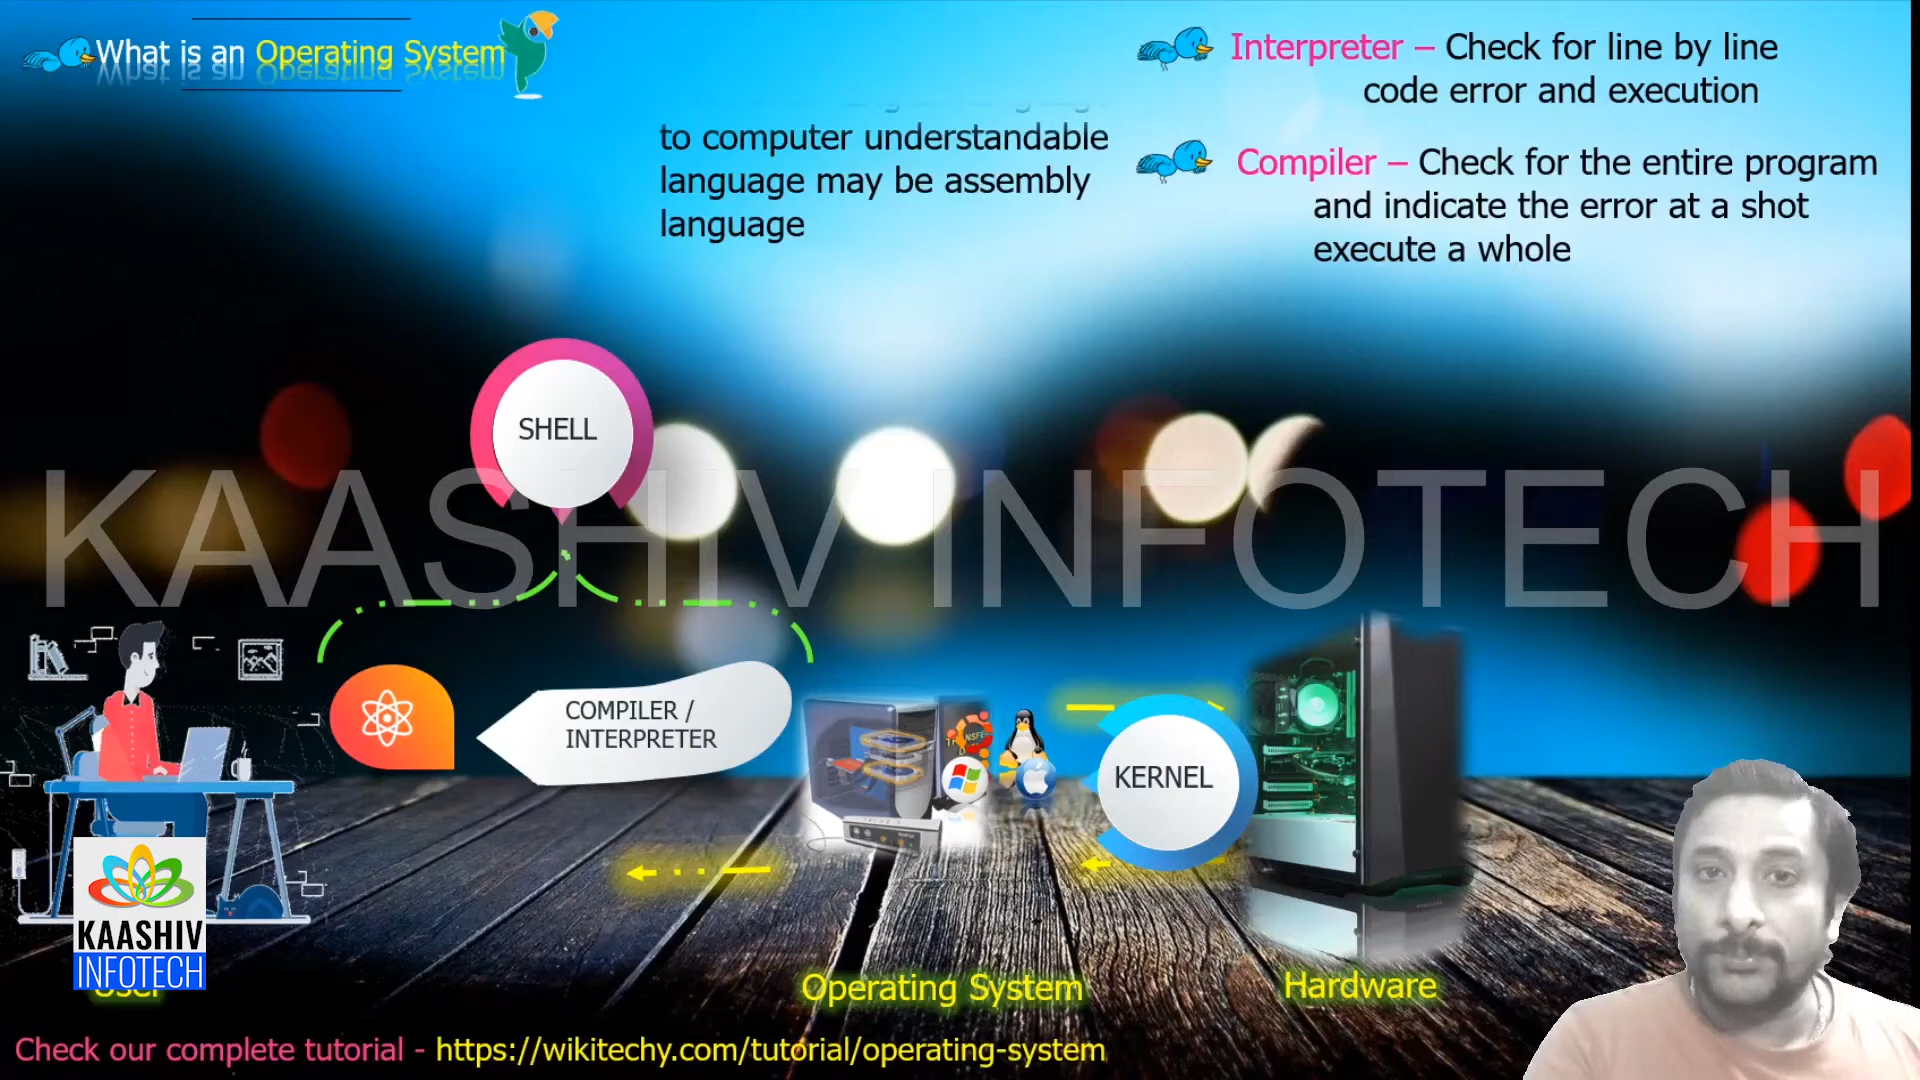 What is an Operating System
Interpreter – Check for line by line
code error and execution
to computer understandable
language may be assembly
language
Compiler – Check for the entire program
and indicate the error at a shot
execute a whole
SHELL
KAASHIV INFOTECH
COMPILER /
INTERPRETER
KERNEL
KAASHIV
INFOTECH
User
Operating System
Hardware
Check our complete tutorial - https://wikitechy.com/tutorial/operating-system